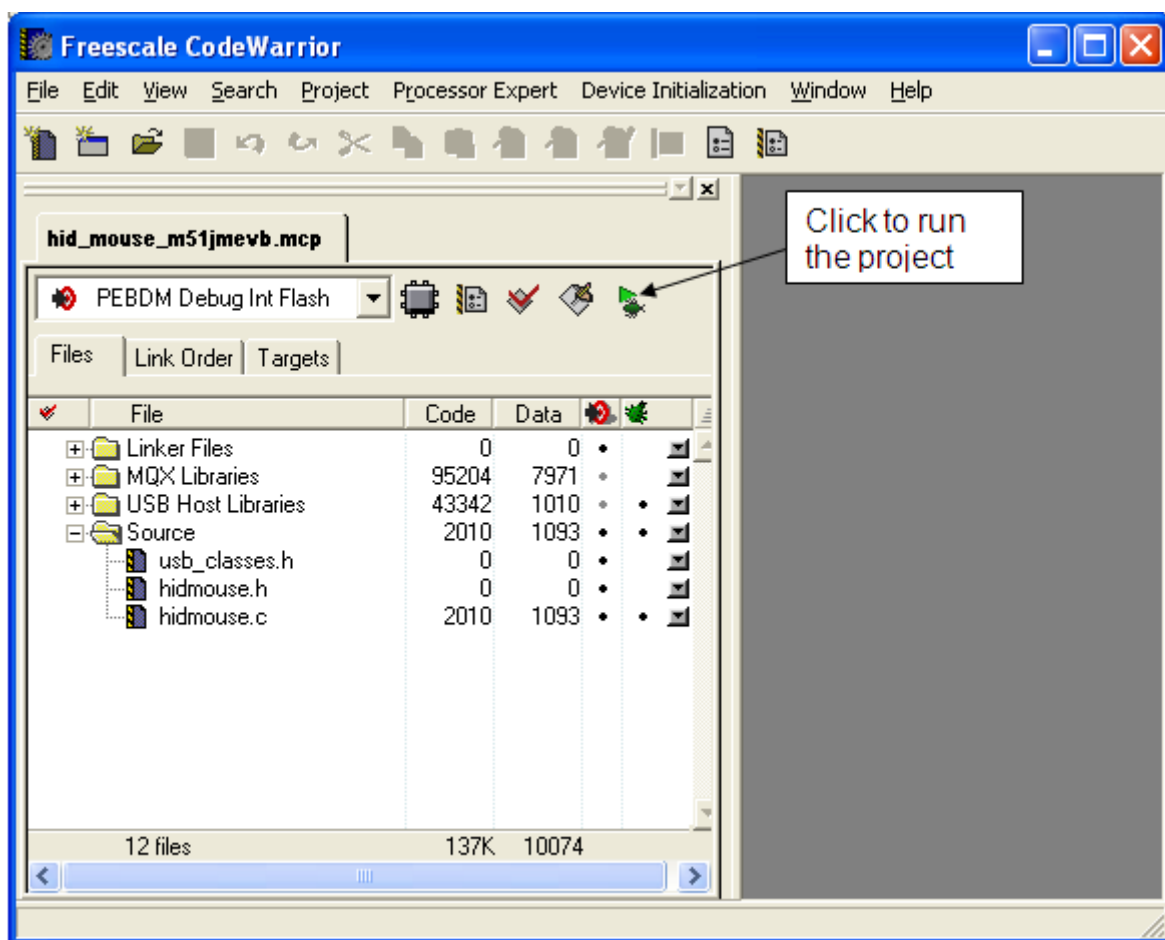 Freescale CodeWarrior
File Edit View Search Project Processor Expert Device Initialization Window Help
hid_mouse_m51jmevb.mcp
Click to run
the project
PEBDM Debug Int Flash
Files Link Order Targets
File Code Data
Linker Files 0 0
MQX Libraries 95204 7971
USB Host Libraries 43342 1010
Source 2010 1093
usb_classes.h 0 0
hidmouse.h 0 0
hidmouse.c 2010 1093
12 files 137K 10074